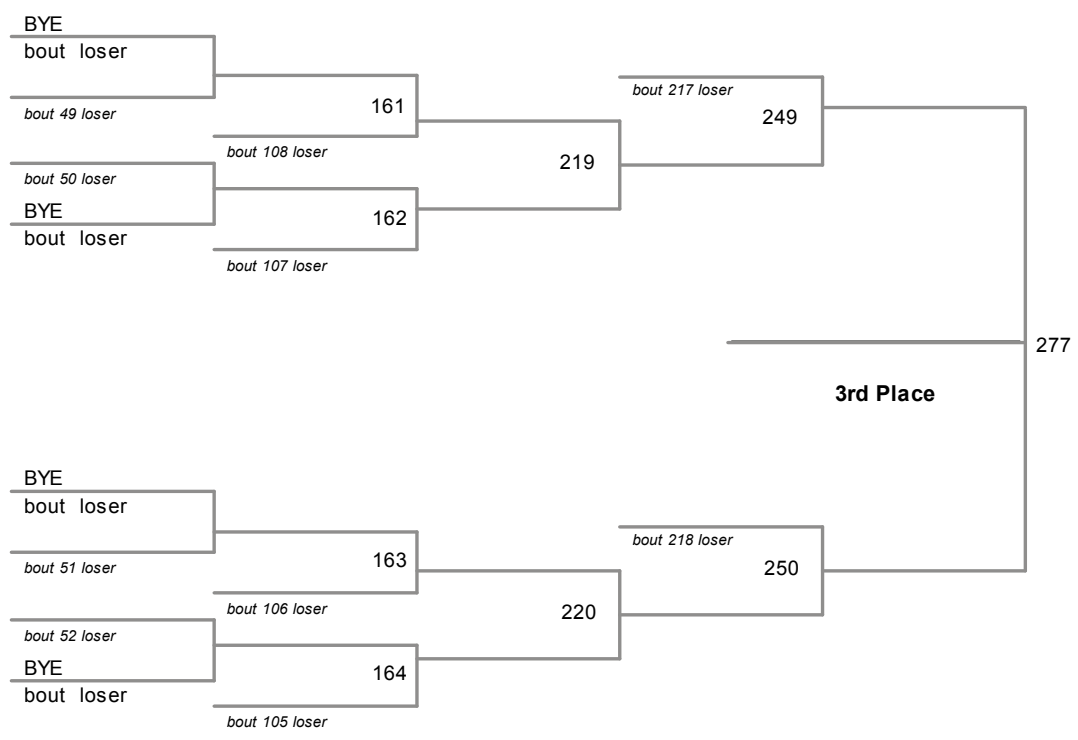 BYE
bout loser
bout 49 loser
161
bout 108 loser
bout 50 loser
BYE
bout loser
162
bout 107 loser
219
bout 217 loser
249
277
3rd Place
BYE
bout loser
bout 51 loser
163
bout 106 loser
bout 52 loser
BYE
bout loser
164
bout 105 loser
220
bout 218 loser
250